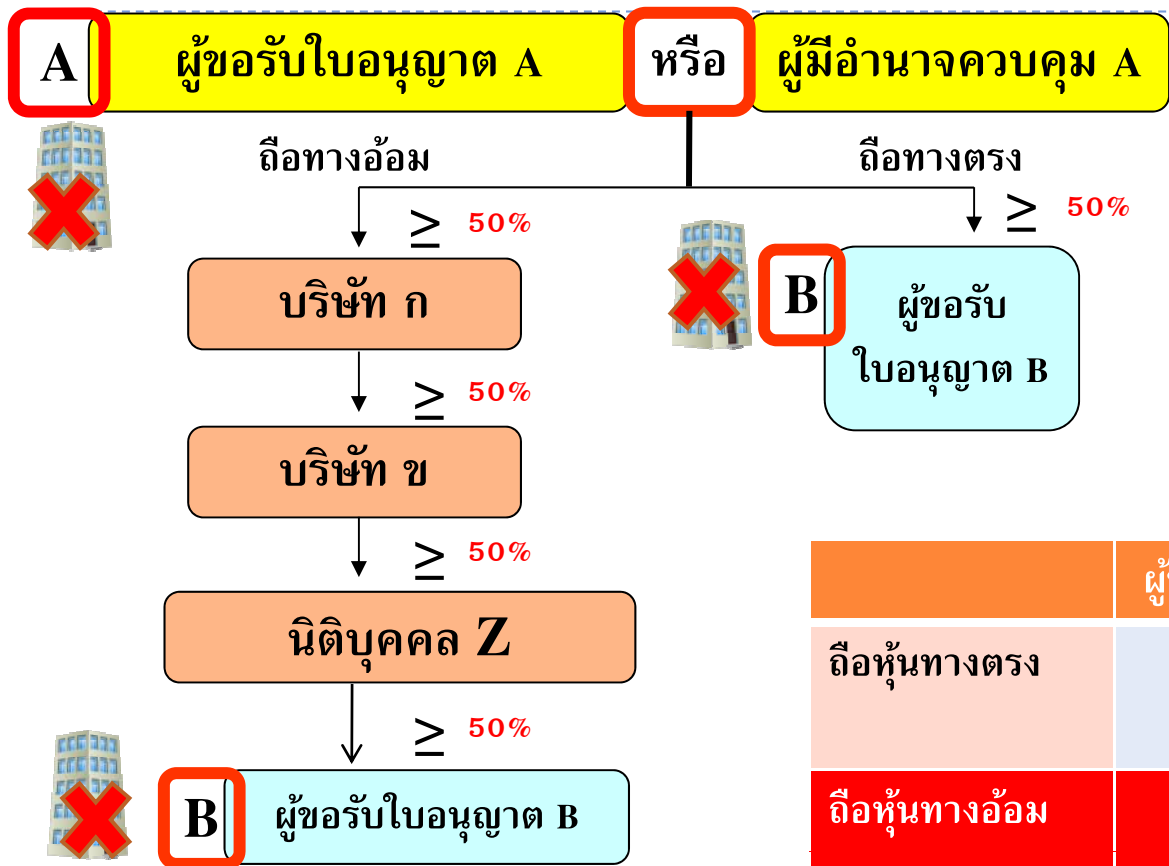 A ผู้ขอรับใบอนุญาต A หรือ ผู้มีอำนาจควบคุม A
ถือทางอ้อม ถือทางตรง
≥ 50% ≥ 50%
บริษัท ก
B ผู้ขอรับ
ใบอนุญาต B
≥ 50%
บริษัท ข
≥ 50%
นิติบุคคล Z
≥ 50%
B ผู้ขอรับใบอนุญาต B
ถือหุ้นทางตรง
ถือหุ้นทางอ้อม